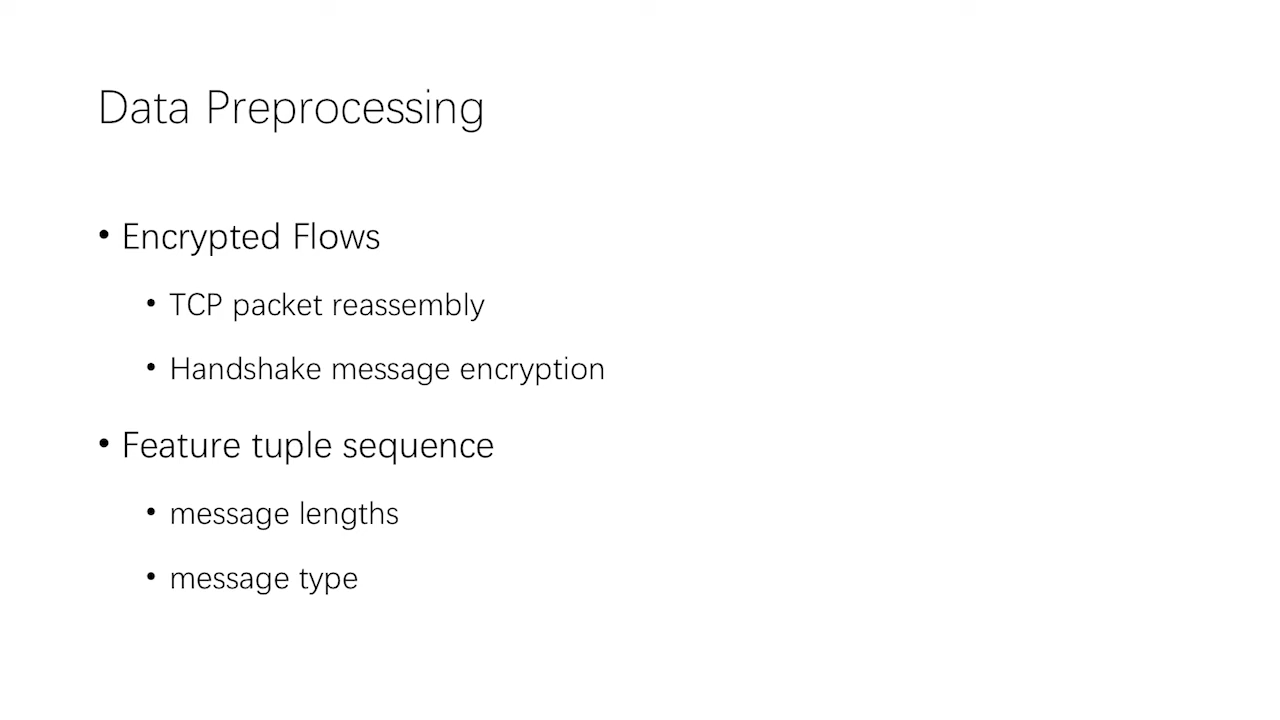 Data Preprocessing
• Encrypted Flows
• TCP packet reassembly
• Handshake message encryption
• Feature tuple sequence
• message lengths
• message type